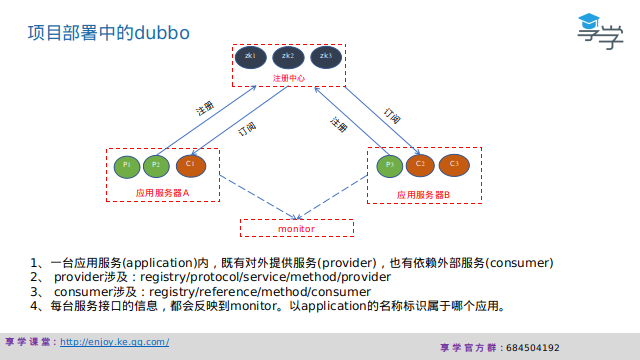 项目部署中的dubbo
享学
zk1 zk2 zk3
注册中心
注册
订阅
注册
订阅
P1 P2 C1
应用服务器A
P3 C2 C3
应用服务器B
monitor
1、一台应用服务(application)内，既有对外提供服务(provider)，也有依赖外部服务(consumer)
2、 provider涉及：registry/protocol/service/method/provider
3、 consumer涉及：registry/reference/method/consumer
4、每台服务接口的信息，都会反映到monitor。以application的名称标识属于哪个应用。
享学课堂：http://enjoy.ke.qq.com/
享学官方群：684504192